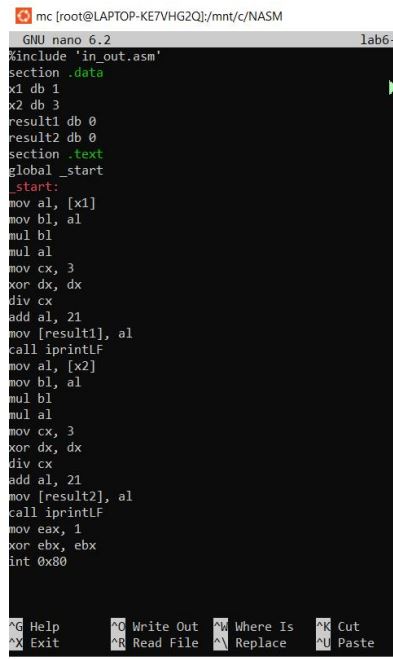 mc [root@LAPTOP-KE7VHG2Q]:/mnt/c/NASM
GNU nano 6.2 lab6-
%include 'in_out.asm'
section .data
x1 db 1
x2 db 3
result1 db 0
result2 db 0
section .text
global _start
_start:
mov al, [x1]
mov bl, al
mul bl
mul al
mov cx, 3
xor dx, dx
div cx
add al, 21
mov [result1], al
call iprintLF
mov al, [x2]
mov bl, al
mul bl
mul al
mov cx, 3
xor dx, dx
div cx
add al, 21
mov [result2], al
call iprintLF
mov eax, 1
xor ebx, ebx
int 0x80
^G Help ^O Write Out ^W Where Is ^K Cut
^X Exit ^R Read File ^\ Replace ^U Paste